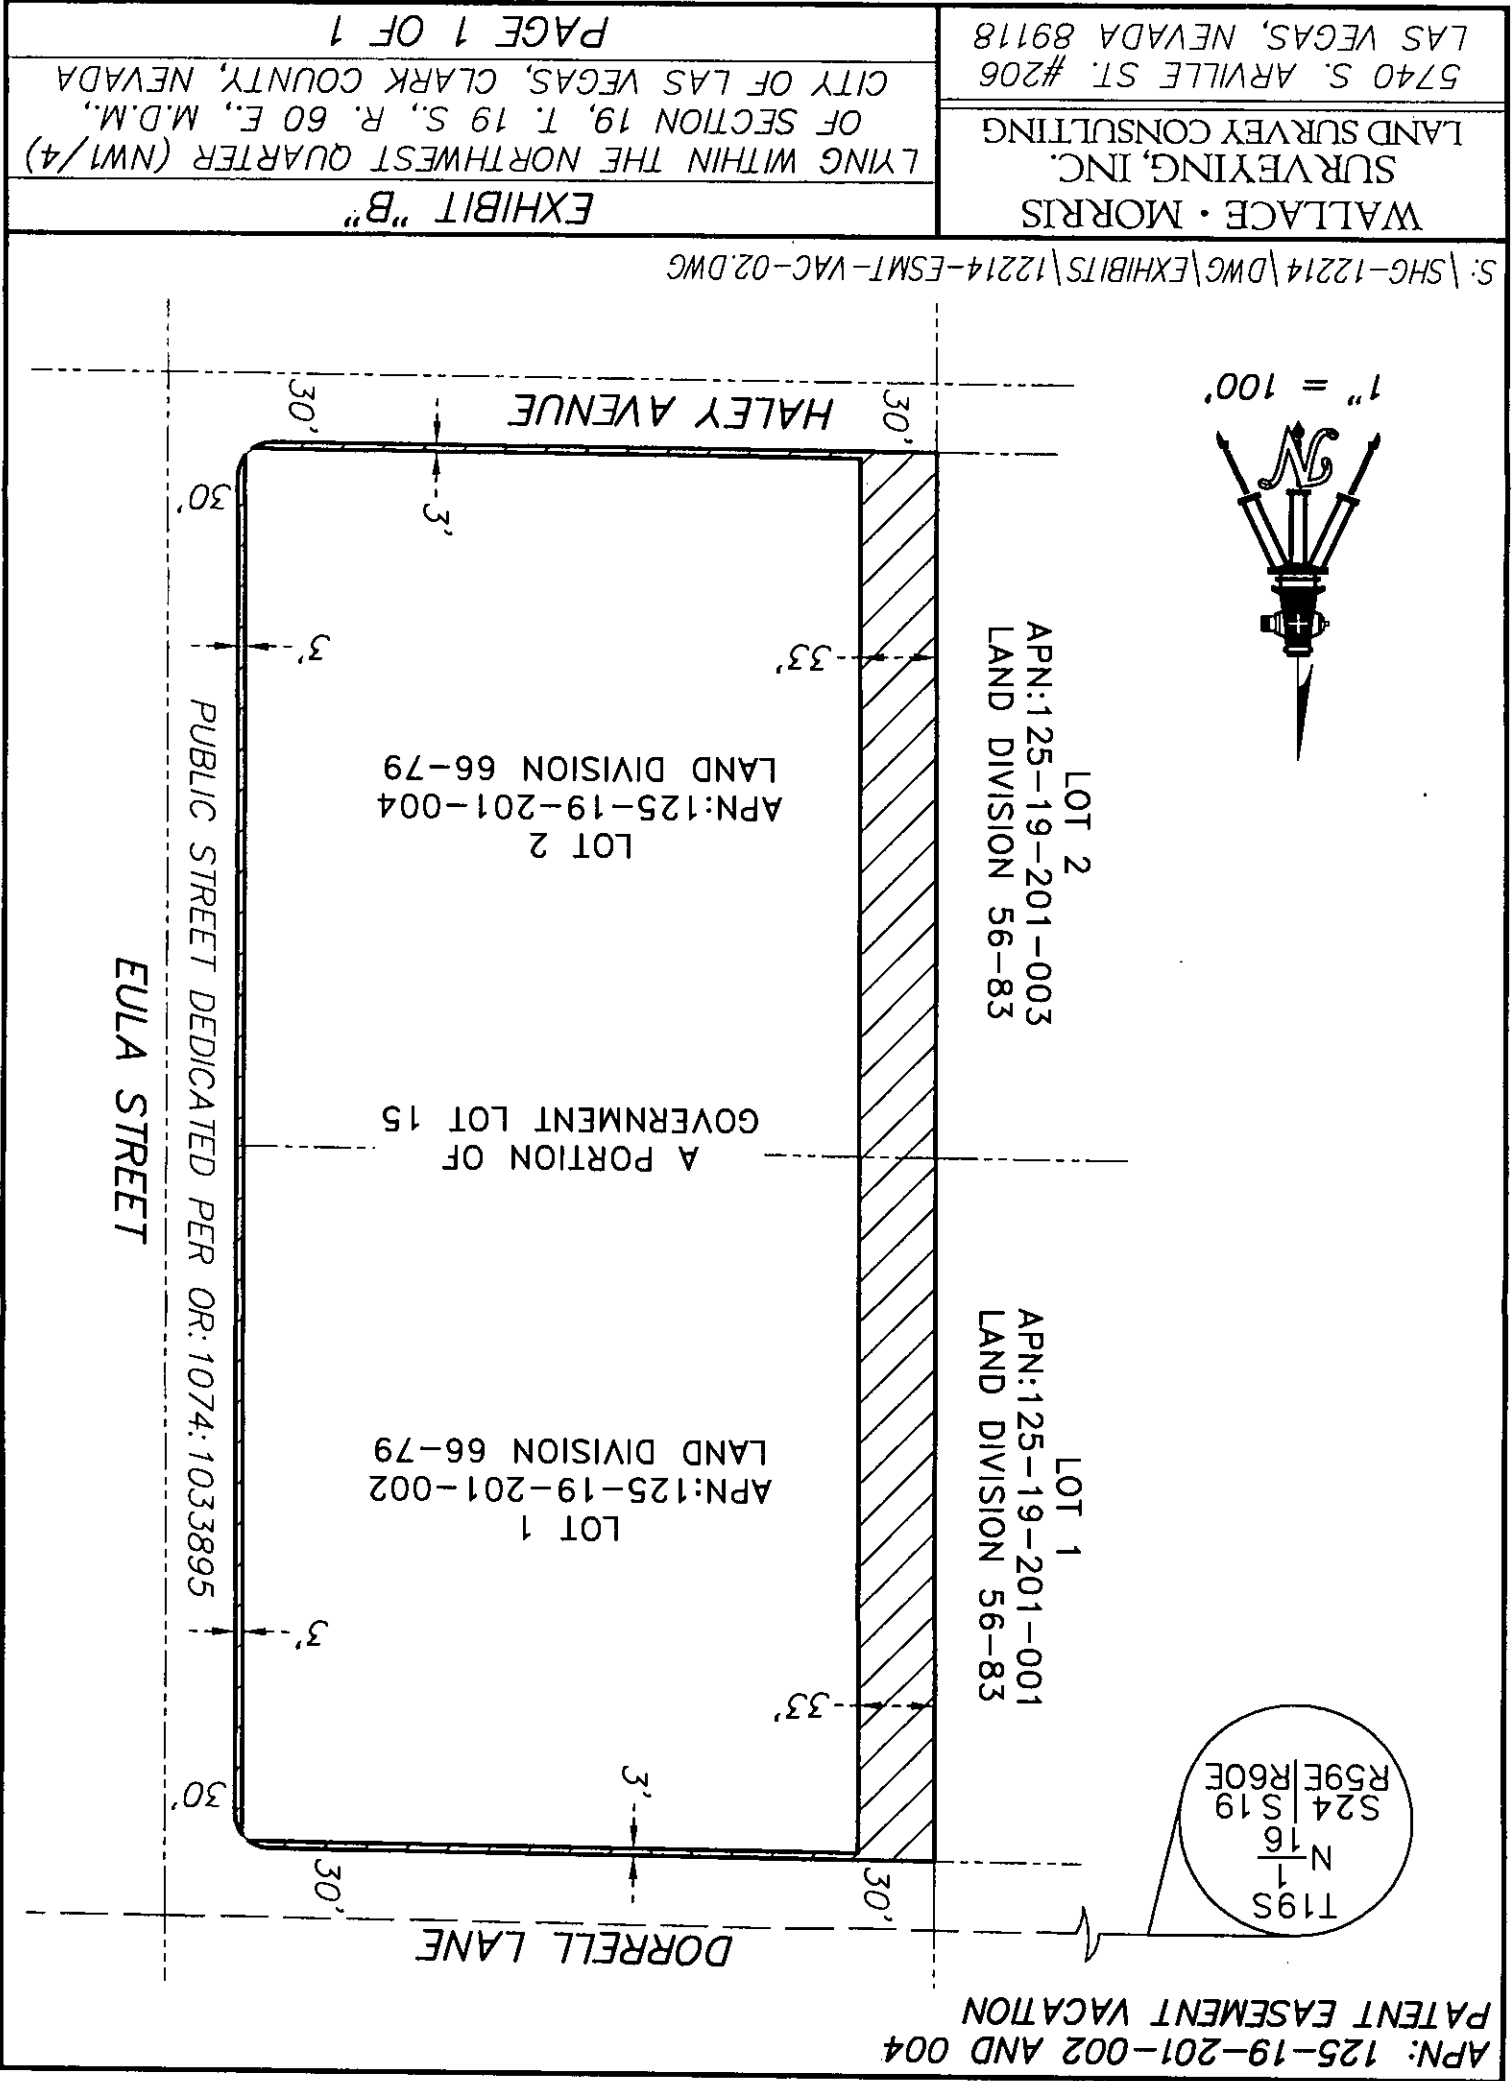 APN: 125-19-201-002 AND 004
PATENT EASEMENT VACATION
T19S
N 1/16
S24 | S19
R59E | R60E
DORRELL LANE
30'
30'
30'
3'
33'
3'
LOT 1
APN:125-19-201-001
LAND DIVISION 56-83
LOT 1
APN:125-19-201-002
LAND DIVISION 66-79
A PORTION OF
GOVERNMENT LOT 15
EULA STREET
PUBLIC STREET DEDICATED PER OR: 1074: 1033895
LOT 2
APN:125-19-201-003
LAND DIVISION 56-83
LOT 2
APN:125-19-201-004
LAND DIVISION 66-79
33'
3'
3'
30'
30'
30'
HALEY AVENUE
N
1" = 100'
S:\SHG-12214\DWG\EXHIBITS\12214-ESMT-VAC-02.DWG
WALLACE • MORRIS
SURVEYING, INC.
LAND SURVEY CONSULTING
5740 S. ARVILLE ST. #206
LAS VEGAS, NEVADA 89118
EXHIBIT "B"
LYING WITHIN THE NORTHWEST QUARTER (NW1/4)
OF SECTION 19, T. 19 S., R. 60 E., M.D.M.,
CITY OF LAS VEGAS, CLARK COUNTY, NEVADA
PAGE 1 OF 1